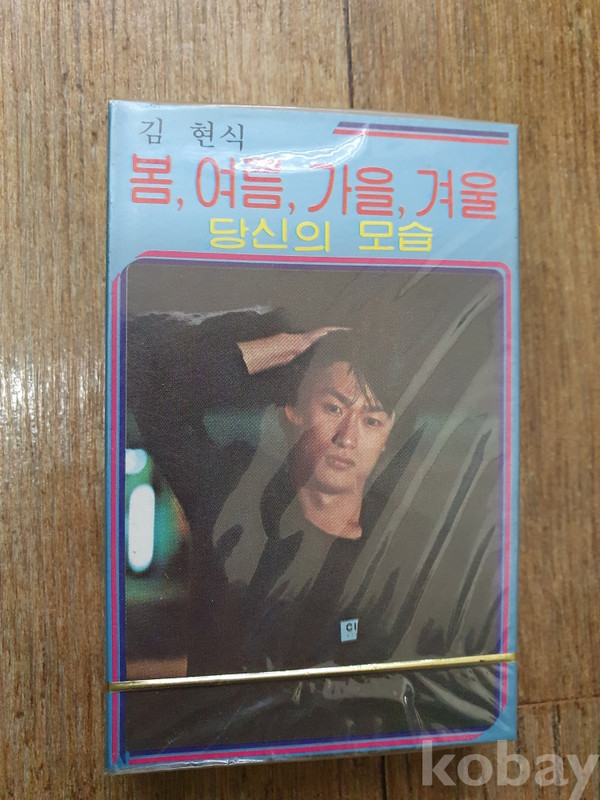 김 현식
봄, 여름, 가을, 겨울
당신의 모습
kobay